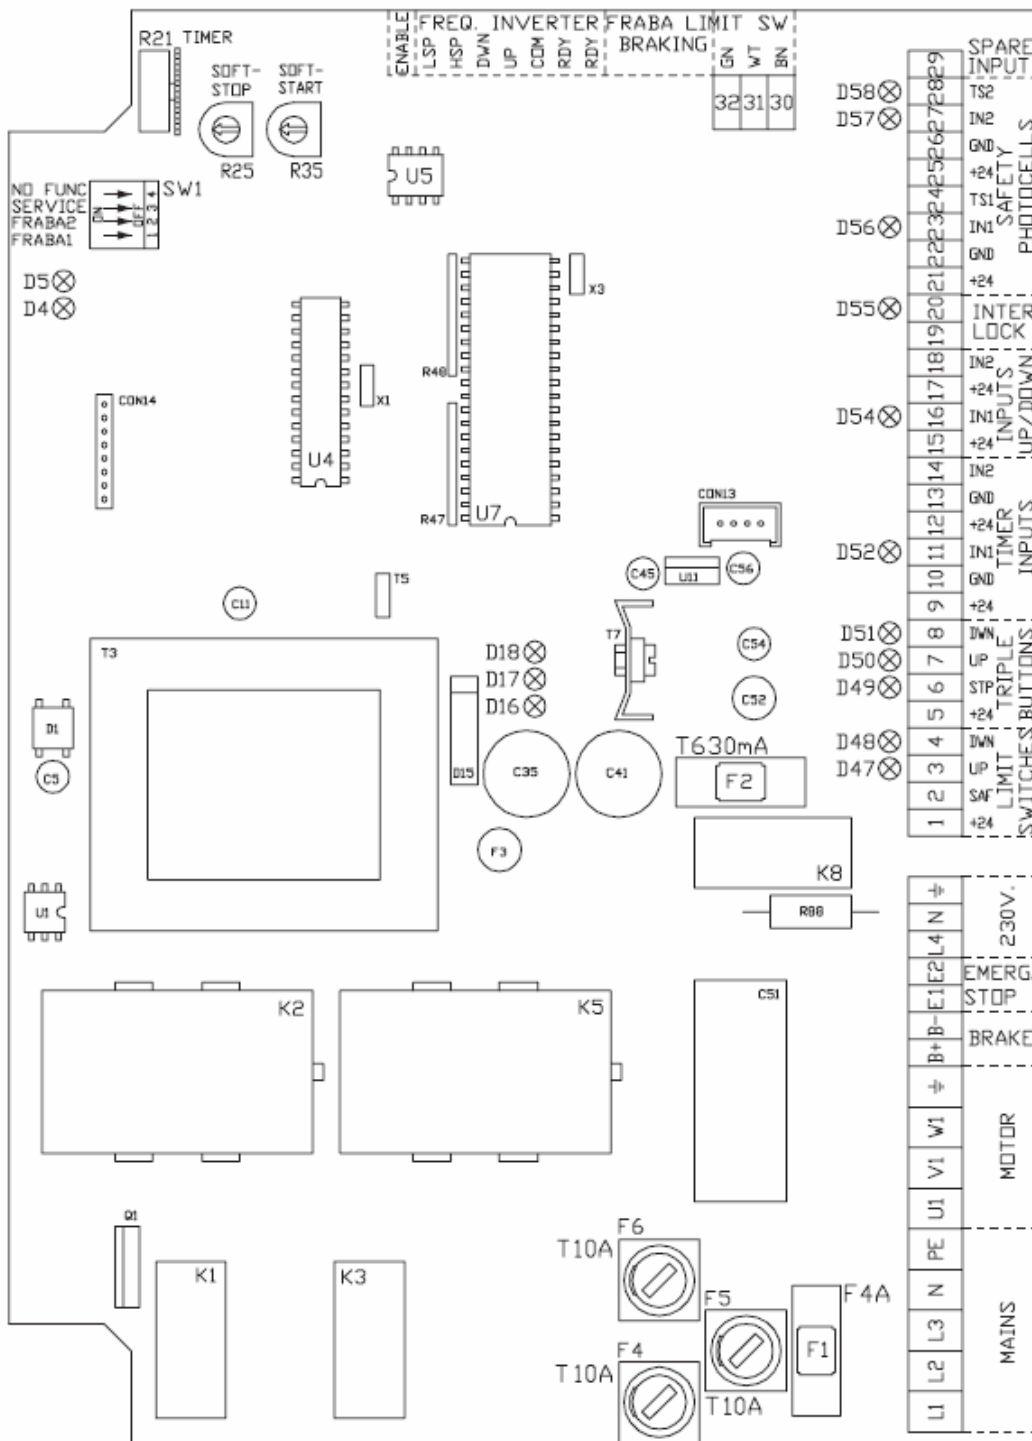 R21 TIMER
SOFT-
STOP
SOFT-
START
R25
R35
ENABLE
FREQ. INVERTER
LSP
HSP
DWN
UP
COM
RDY
RDY
FRABA LIMIT SW
BRAKING
GN
WT
BN
32 31 30
SW1
NO FUNC
SERVICE
FRABA2
FRABA1
ON
OFF
1 2 3 4
D5
D4
U5
X3
R48
X1
U4
CON14
R47
U7
CON13
C45
U11
C56
T5
C11
T3
T7
C54
C52
D18
D17
D16
D1
C5
D15
C35
C41
T630mA
F2
F3
K8
U1
R88
K2
K5
C51
Q1
K1
K3
F6
T10A
F5
T10A
F4
T10A
F4A
F1
D58
D57
D56
D55
D54
D52
D51
D50
D49
D48
D47
29
SPARE
INPUT
28 TS2
27 IN2
26 GND
25 +24
24 TS1
23 IN1
22 GND
21 +24
SAFETY
PHOTOCELLS
20
19
INTER
LOCK
18 IN2
17 +24
16 IN1
15 +24
INPUTS
UP/DOWN
14 IN2
13 GND
12 +24
11 IN1
10 GND
9 +24
TIMER
INPUTS
8 DWN
7 UP
6 STP
5 +24
TRIPLE
BUTTONS
4 DWN
3 UP
2 SAF
1 +24
LIMIT
SWITCHES
N
L4
230V.
E2
E1
EMERG.
STOP
B-
B+
BRAKE
W1
V1
U1
MOTOR
PE
N
L3
L2
L1
MAINS